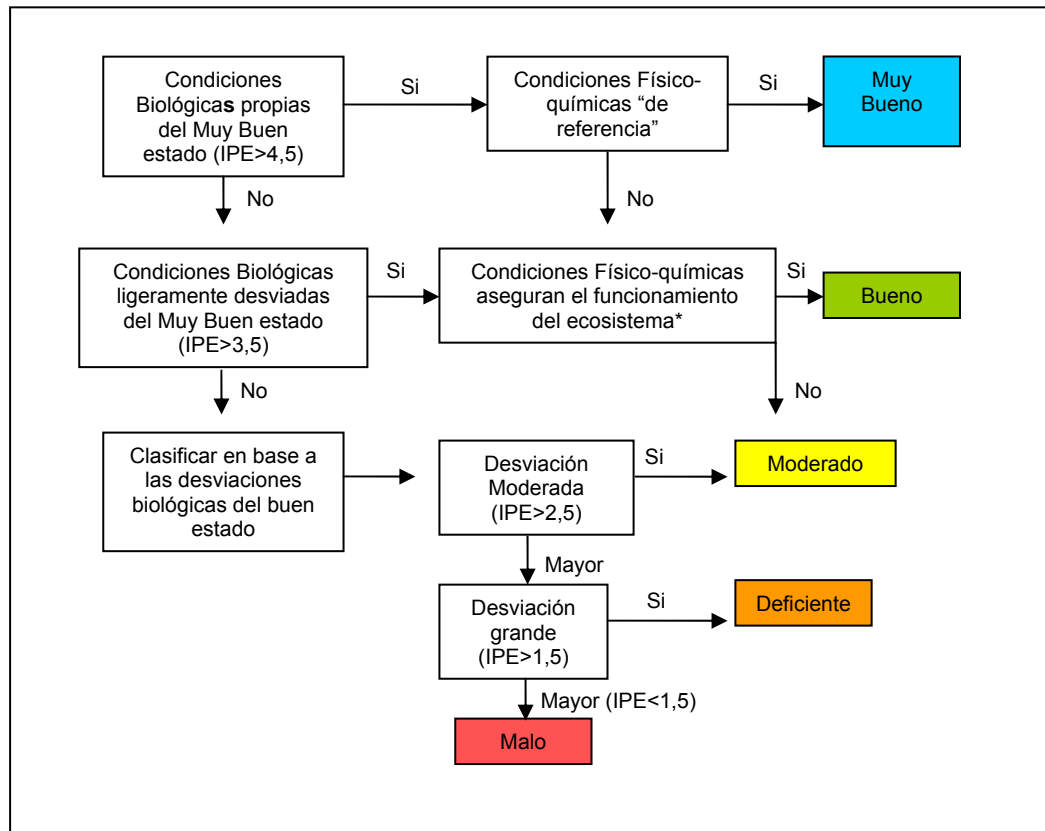 Condiciones
Biológicas propias
del Muy Buen
estado (IPE>4,5)
Si
Condiciones Físico-
químicas “de
referencia”
Si
Muy
Bueno
No
No
Condiciones Biológicas
ligeramente desviadas
del Muy Buen estado
(IPE>3,5)
Si
Condiciones Físico-químicas
aseguran el funcionamiento
del ecosistema*
Si
Bueno
No
No
Clasificar en base a
las desviaciones
biológicas del buen
estado
Desviación
Moderada
(IPE>2,5)
Si
Moderado
Mayor
Desviación
grande
(IPE>1,5)
Si
Deficiente
Mayor (IPE<1,5)
Malo